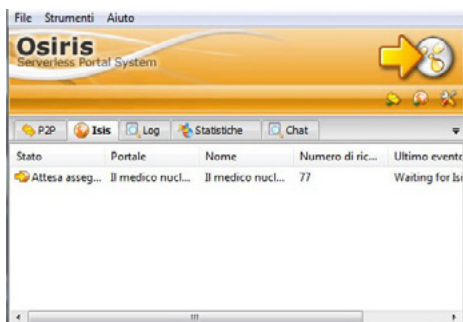 File Strumenti Aiuto
Osiris
Serverless Portal System
P2P Isis Log Statistiche Chat
Stato Portale Nome Numero di ric... Ultimo evento
Attesa asseg... Il medico nucl... Il medico nucl... 77 Waiting for Isi